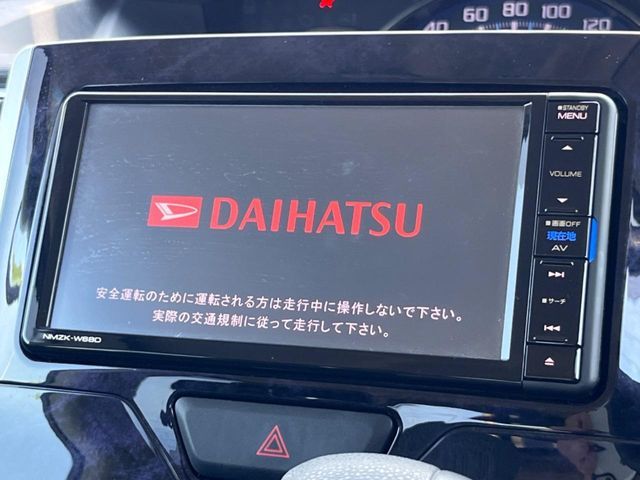 40 60 80 100 120
STANDBY
MENU
VOLUME
画面OFF
現在地
AV
サーチ
DAIHATSU
安全運転のために運転される方は走行中に操作しないで下さい。
実際の交通規制に従って走行して下さい。
NMZK-W68D